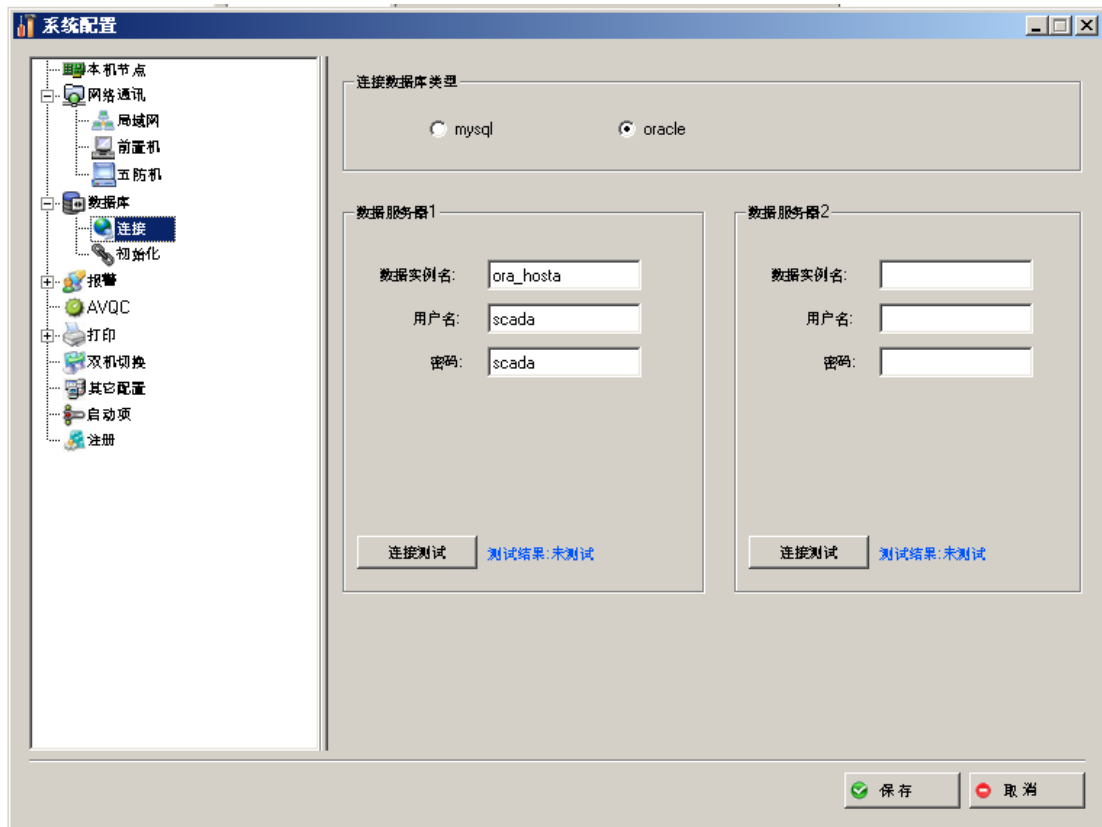 系统配置
本机节点
网络通讯
局域网
前置机
五防机
数据库
连接
初始化
报警
AVQC
打印
双机切换
其它配置
启动项
注册
连接数据库类型
mysql oracle
数据服务器1
数据实例名: ora_hosta
用户名: scada
密码: scada
连接测试 测试结果:未测试
数据服务器2
数据实例名:
用户名:
密码:
连接测试 测试结果:未测试
保存 取消